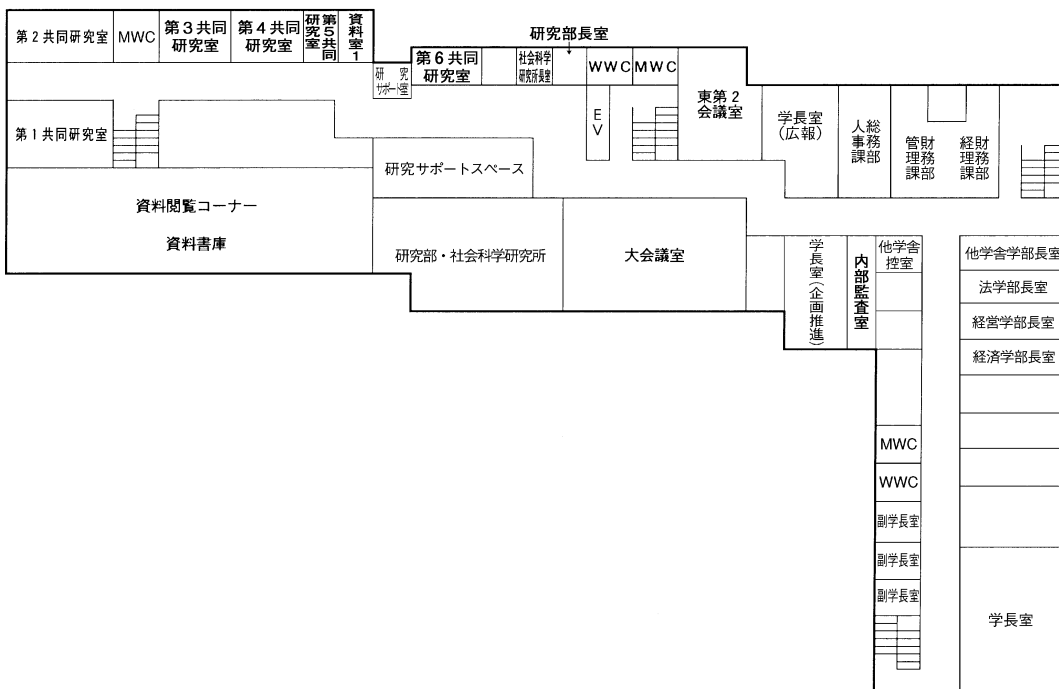 第2共同研究室
MWC
第3共同
研究室
第4共同
研究室
第5共同
研究室
資料室1
研究部長室
研究
サポート室
第6共同
研究室
社会科学
研究所長室
WWC
MWC
東第2
会議室
EV
学長室
(広報)
総務部
人事課
財務部
管理課
財務部
経理課
第1共同研究室
研究サポートスペース
資料閲覧コーナー
資料書庫
研究部・社会科学研究所
大会議室
学長室(企画推進)
内部監査室
他学舎
控室
他学舎学部長室
法学部長室
経営学部長室
経済学部長室
MWC
WWC
副学長室
副学長室
副学長室
学長室